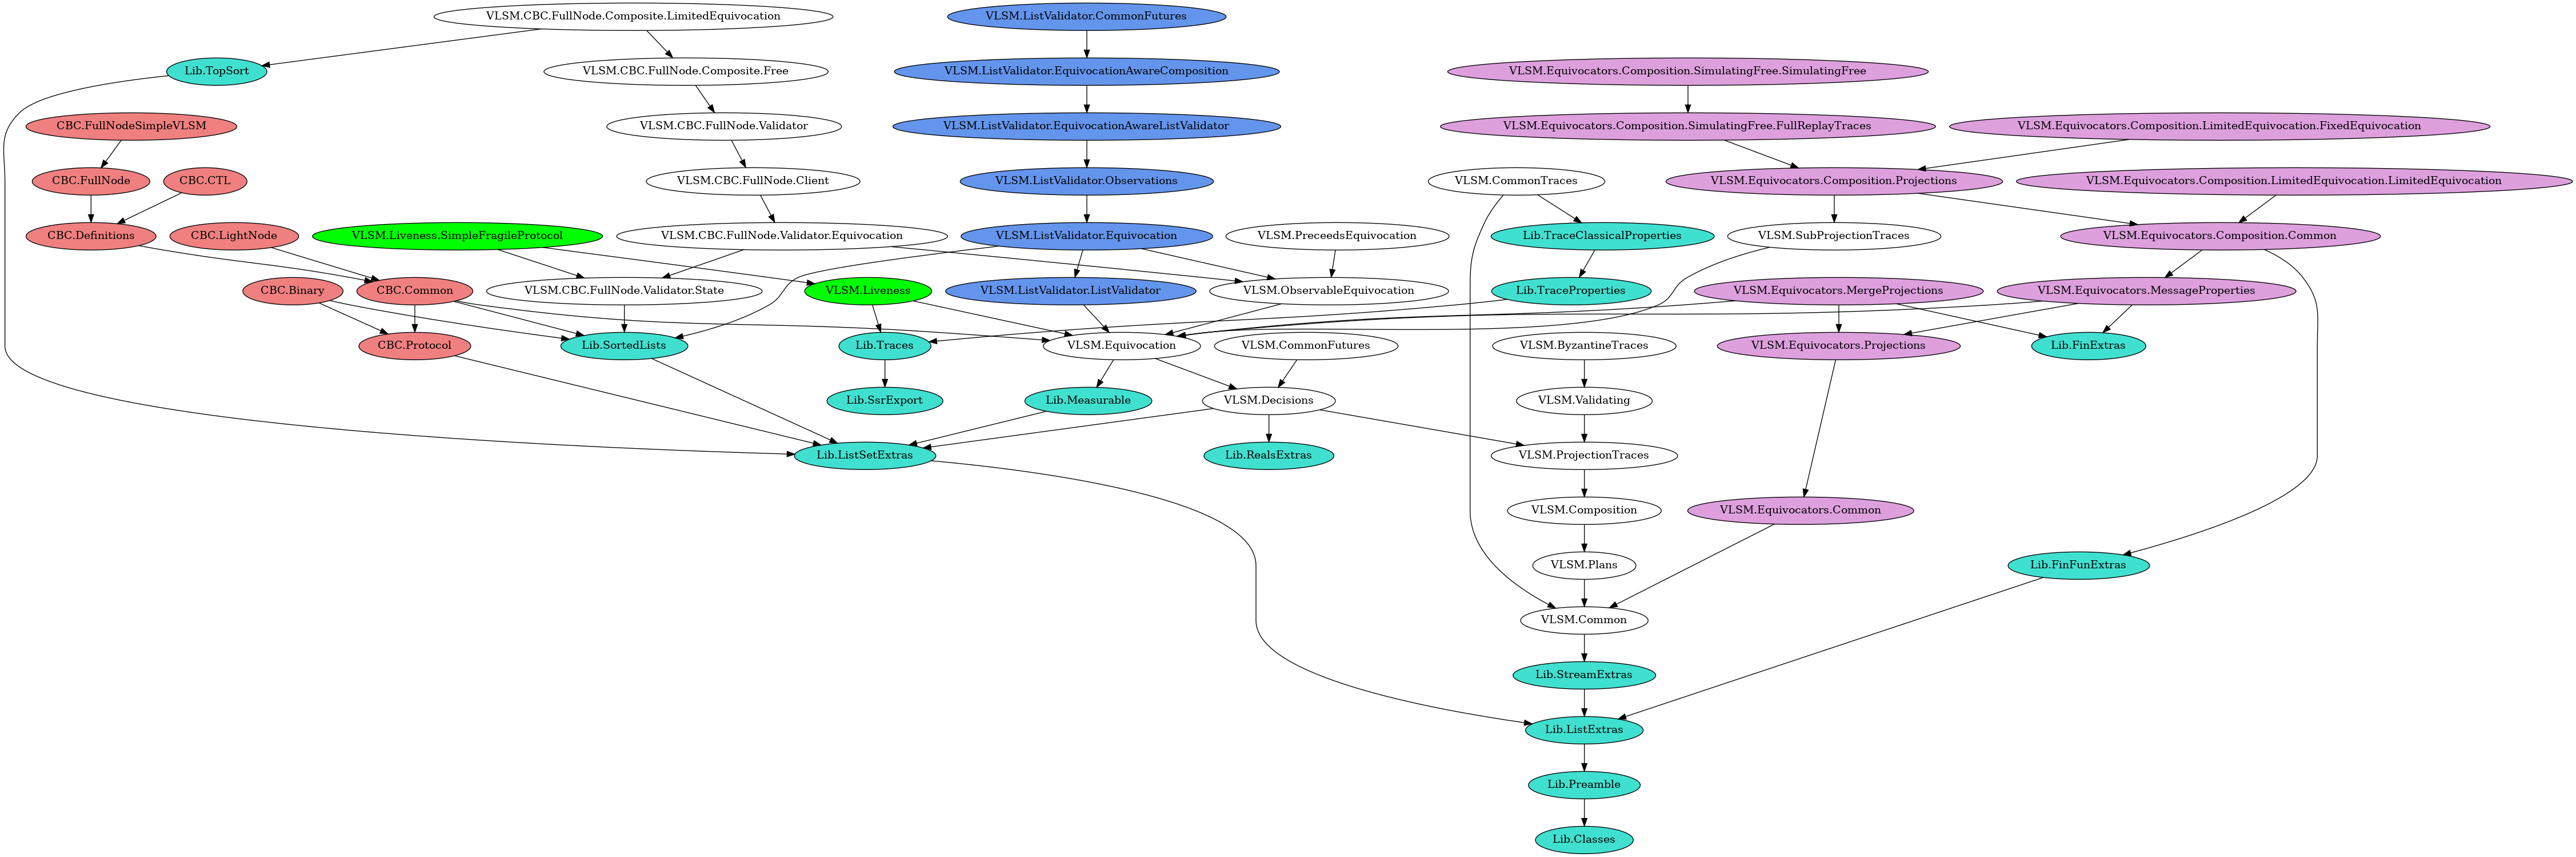 VLSM.CBC.FullNode.Composite.LimitedEquivocation
VLSM.ListValidator.CommonFutures
Lib.TopSort
VLSM.CBC.FullNode.Composite.Free
VLSM.ListValidator.EquivocationAwareComposition
VLSM.Equivocators.Composition.SimulatingFree.SimulatingFree
CBC.FullNodeSimpleVLSM
VLSM.CBC.FullNode.Validator
VLSM.ListValidator.EquivocationAwareListValidator
VLSM.Equivocators.Composition.SimulatingFree.FullReplayTraces
VLSM.Equivocators.Composition.LimitedEquivocation.FixedEquivocation
CBC.FullNode
CBC.CTL
VLSM.CBC.FullNode.Client
VLSM.ListValidator.Observations
VLSM.CommonTraces
VLSM.Equivocators.Composition.Projections
VLSM.Equivocators.Composition.LimitedEquivocation.LimitedEquivocation
CBC.Definitions
CBC.LightNode
VLSM.Liveness.SimpleFragileProtocol
VLSM.CBC.FullNode.Validator.Equivocation
VLSM.ListValidator.Equivocation
VLSM.PreceedsEquivocation
Lib.TraceClassicalProperties
VLSM.SubProjectionTraces
VLSM.Equivocators.Composition.Common
CBC.Binary
CBC.Common
VLSM.CBC.FullNode.Validator.State
VLSM.Liveness
VLSM.ListValidator.ListValidator
VLSM.ObservableEquivocation
Lib.TraceProperties
VLSM.Equivocators.MergeProjections
VLSM.Equivocators.MessageProperties
CBC.Protocol
Lib.SortedLists
Lib.Traces
VLSM.Equivocation
VLSM.CommonFutures
VLSM.ByzantineTraces
VLSM.Equivocators.Projections
Lib.FinExtras
Lib.SsrExport
Lib.Measurable
VLSM.Decisions
VLSM.Validating
Lib.ListSetExtras
Lib.RealsExtras
VLSM.ProjectionTraces
VLSM.Composition
VLSM.Equivocators.Common
VLSM.Plans
Lib.FinFunExtras
VLSM.Common
Lib.StreamExtras
Lib.ListExtras
Lib.Preamble
Lib.Classes